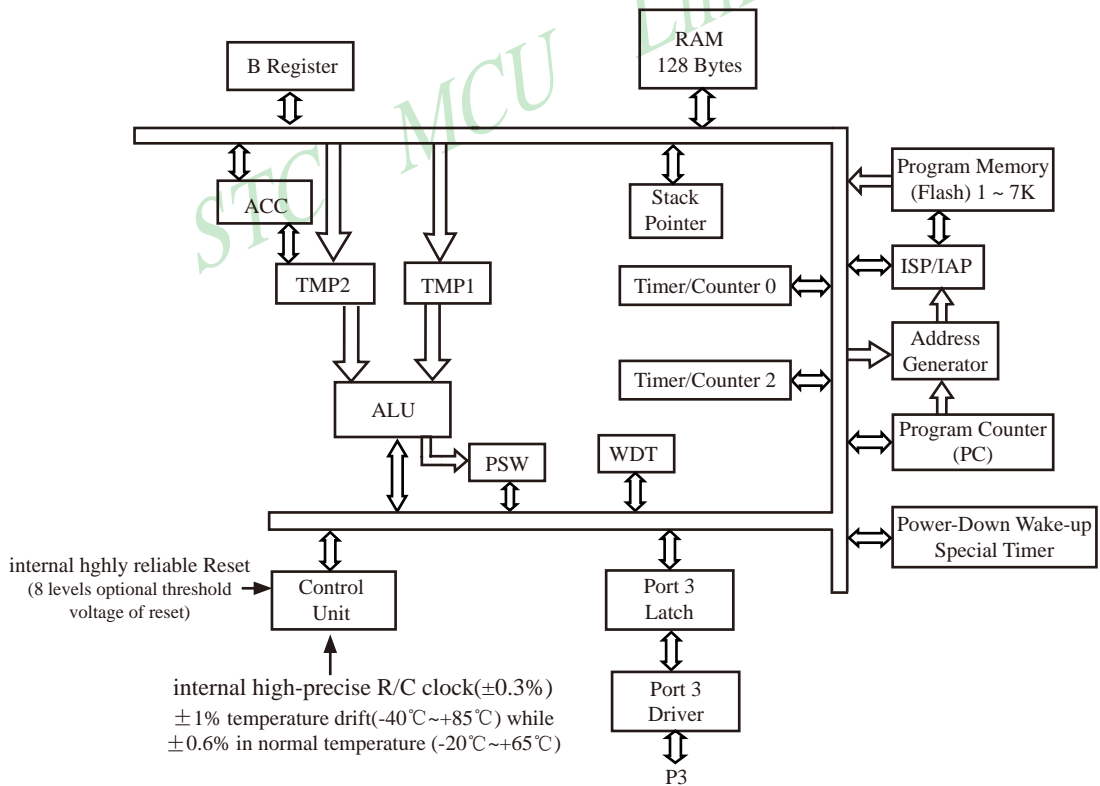 RAM
128 Bytes
B Register
STC MCU
Program Memory
(Flash) 1 ~ 7K
ACC
Stack
Pointer
ISP/IAP
TMP2
TMP1
Timer/Counter 0
Address
Generator
Timer/Counter 2
ALU
Program Counter
(PC)
PSW
WDT
Power-Down Wake-up
Special Timer
internal hghly reliable Reset
(8 levels optional threshold
voltage of reset)
Control
Unit
Port 3
Latch
internal high-precise R/C clock(±0.3%)
±1% temperature drift(-40℃~+85℃) while
±0.6% in normal temperature (-20℃~+65℃)
Port 3
Driver
P3